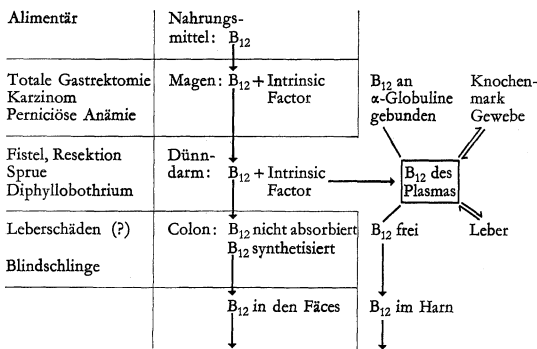 Alimentär
Nahrungs-
mittel: B₁₂
Totale Gastrektomie
Karzinom
Perniciöse Anämie
Magen: B₁₂ + Intrinsic
Factor
B₁₂ an
α-Globuline
gebunden
Knochen-
mark
Gewebe
Fistel, Resektion
Sprue
Diphyllobothrium
Dünn-
darm: B₁₂ + Intrinsic
Factor
B₁₂ des
Plasmas
Leberschäden (?)
Blindschlinge
Colon: B₁₂ nicht absorbiert
B₁₂ synthetisiert
B₁₂ frei
Leber
B₁₂ in den Fäces
B₁₂ im Harn